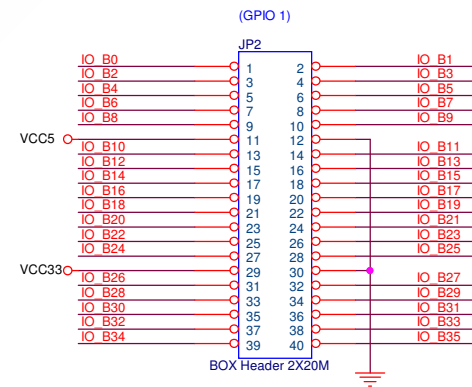 (GPIO 1)
JP2
IO_B0 1 2 IO_B1
IO_B2 3 4 IO_B3
IO_B4 5 6 IO_B5
IO_B6 7 8 IO_B7
IO_B8 9 10 IO_B9
VCC5 11 12
IO_B10 13 14 IO_B11
IO_B12 15 16 IO_B13
IO_B14 17 18 IO_B15
IO_B16 19 20 IO_B17
IO_B18 21 22 IO_B19
IO_B20 23 24 IO_B21
IO_B22 25 26 IO_B23
IO_B24 27 28 IO_B25
VCC33 29 30
IO_B26 31 32 IO_B27
IO_B28 33 34 IO_B29
IO_B30 35 36 IO_B31
IO_B32 37 38 IO_B33
IO_B34 39 40 IO_B35
BOX Header 2X20M